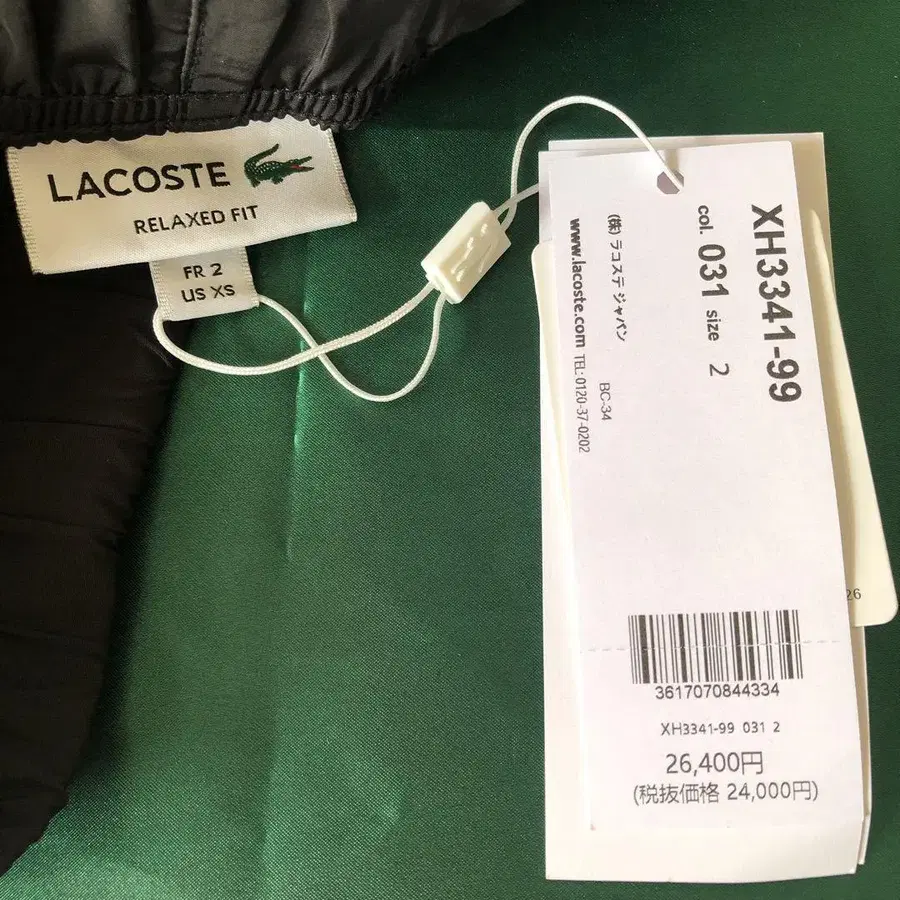 LACOSTE
RELAXED FIT
FR 2
US XS
XH3341-99
col. 031 size 2
(株) ラコステ ジャパン
BC-34
www.lacoste.com TEL:0120-37-0202
3617070844334
XH3341-99 031 2
26,400円
(税抜価格 24,000円)
26